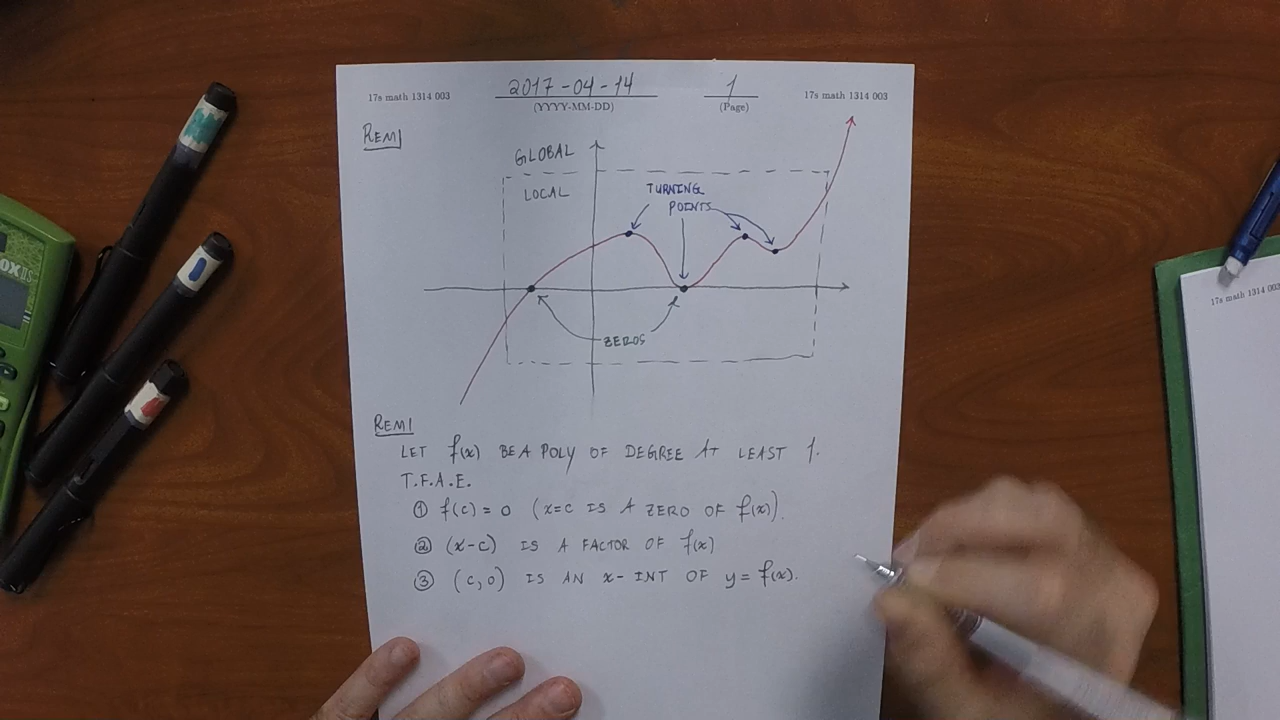 2017-04-14
1
17s math 1314 003
(YYYY-MM-DD)
(Page)
17s math 1314 003
REM1
GLOBAL
LOCAL
TURNING
POINTS
ZEROS
REM1
LET f(x) BE A POLY OF DEGREE AT LEAST 1.
T.F.A.E.
① f(c) = 0 (x=c IS A ZERO OF f(x)).
② (x-c) IS A FACTOR OF f(x)
③ (c,0) IS AN x-INT OF y = f(x).
17s math 1314 003